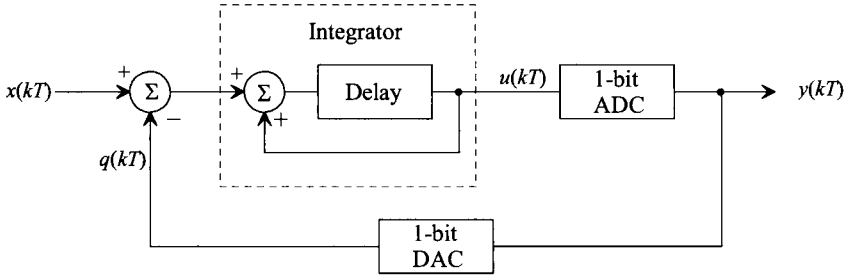 Integrator
+
x(kT)
Σ
−
+
Σ
+
Delay
u(kT)
1-bit
ADC
y(kT)
q(kT)
1-bit
DAC